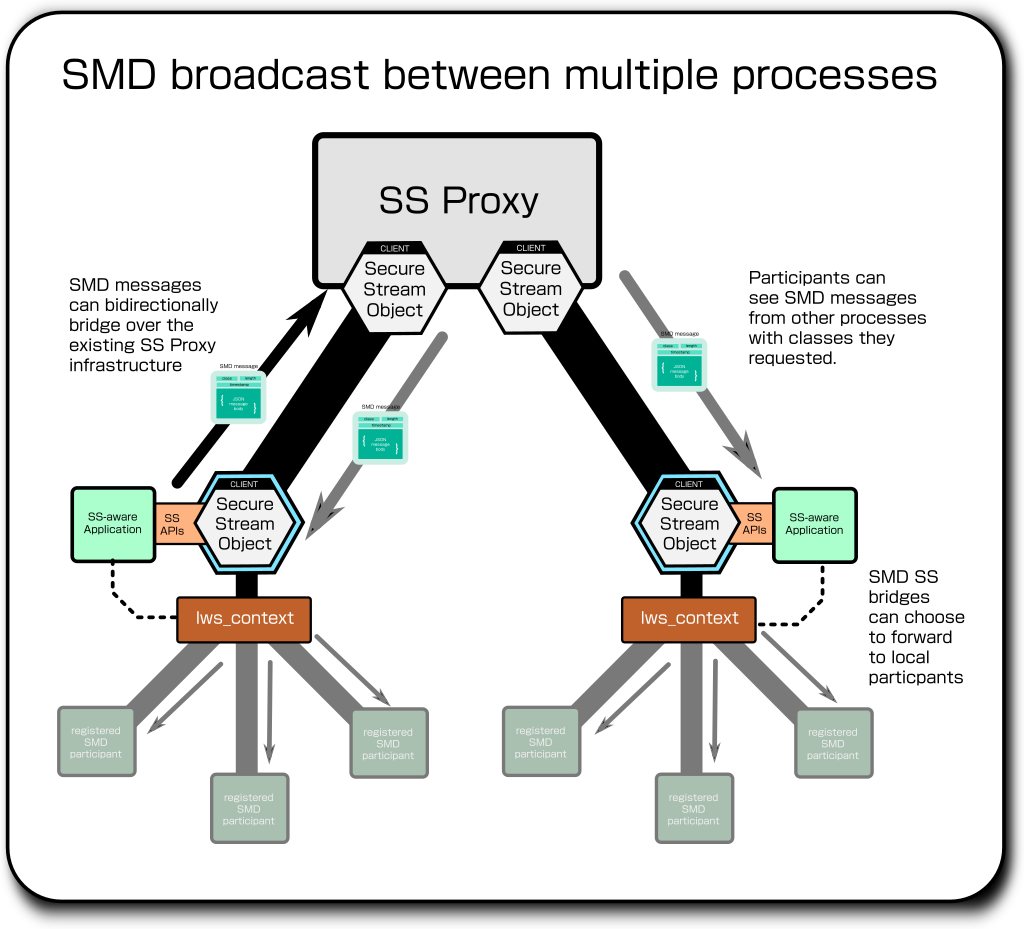 SMD broadcast between multiple processes
SS Proxy
CLIENT
Secure
Stream
Object
CLIENT
Secure
Stream
Object
SMD messages
can bidirectionally
bridge over the
existing SS Proxy
infrastructure
Participants can
see SMD messages
from other processes
with classes they
requested.
SMD message
class length
timestamp
{ JSON
message
body }
SMD message
class length
timestamp
{ JSON
message
body }
SMD message
class length
timestamp
{ JSON
message
body }
SS-aware
Application
SS
APIs
CLIENT
Secure
Stream
Object
CLIENT
Secure
Stream
Object
SS
APIs
SS-aware
Application
SMD SS
bridges
can choose
to forward
to local
particpants
lws_context
lws_context
registered
SMD
participant
registered
SMD
participant
registered
SMD
participant
registered
SMD
participant
registered
SMD
participant
registered
SMD
participant